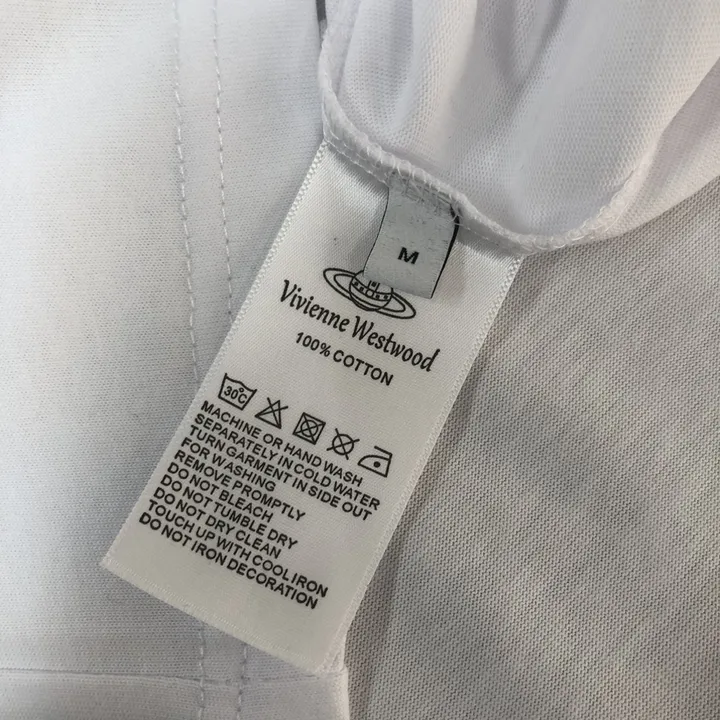 M
Vivienne Westwood
100% COTTON
30°C
MACHINE OR HAND WASH
SEPARATELY IN COLD WATER
TURN GARMENT IN SIDE OUT
FOR WASHING
REMOVE PROMPTLY
DO NOT BLEACH
DO NOT TUMBLE DRY
DO NOT DRY CLEAN
TOUCH UP WITH COOL IRON
DO NOT IRON DECORATION